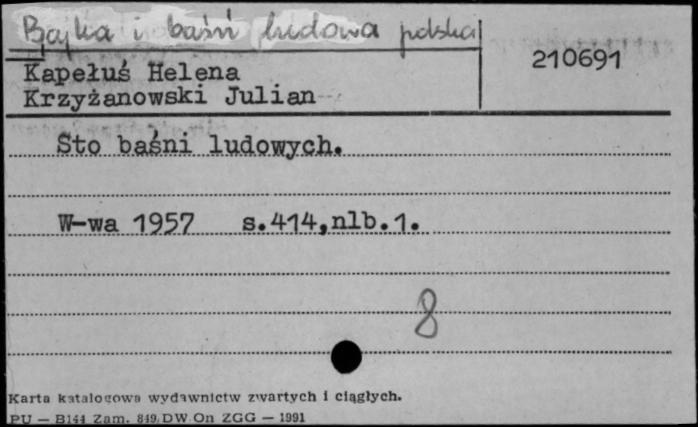 Bajka i baśń ludowa polska
210691
Kapełuś Helena
Krzyżanowski Julian
Sto baśni ludowych.
W-wa 1957 s.414,nlb.1.
8
Karta katalogowa wydawnictw zwartych i ciągłych.
PU — B144 Zam. 849/DW On ZGG — 1991